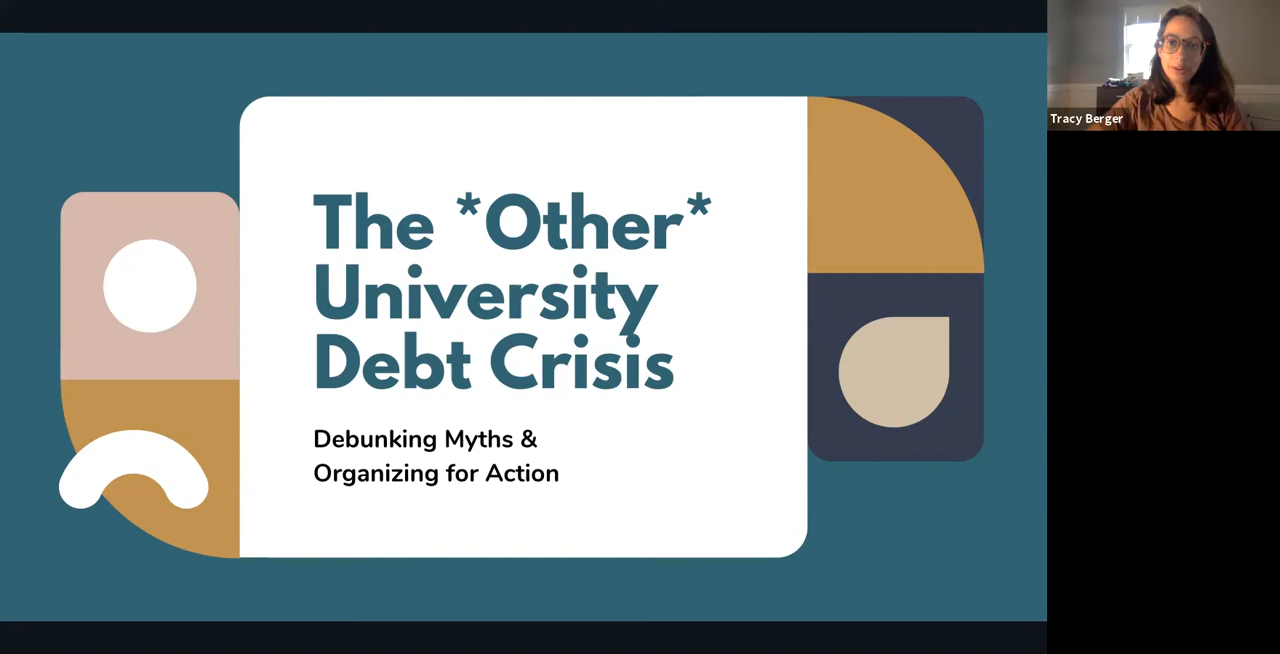 The *Other*
University
Debt Crisis
Debunking Myths &
Organizing for Action
Tracy Berger